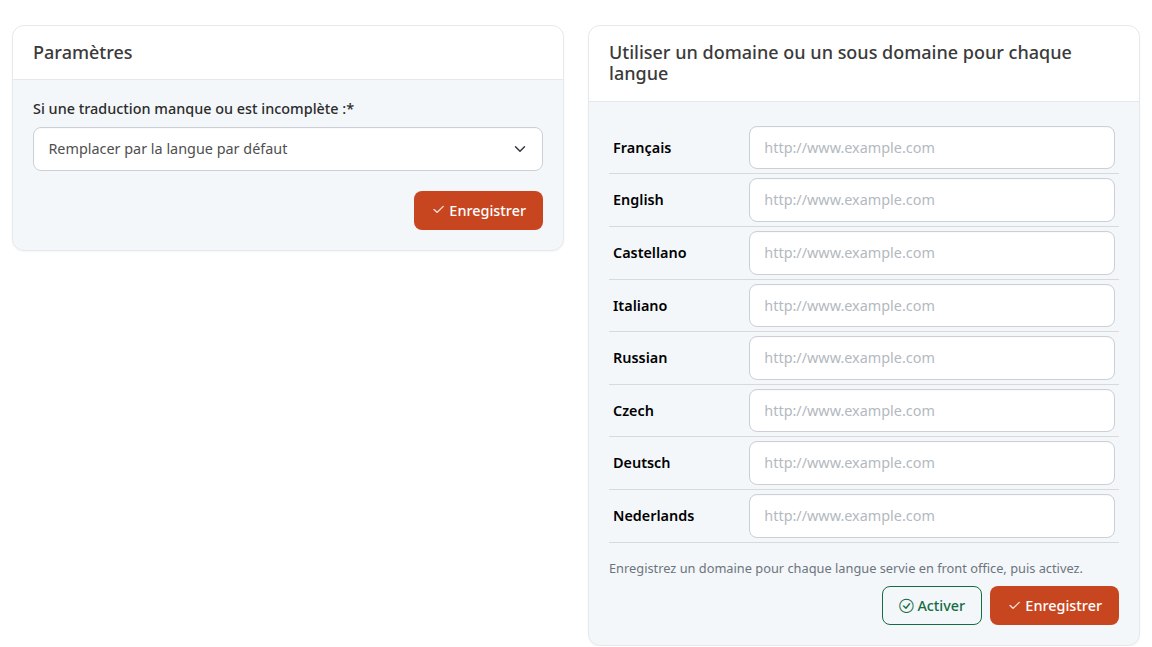 Paramètres
Si une traduction manque ou est incomplète :*
Remplacer par la langue par défaut
Enregistrer
Utiliser un domaine ou un sous domaine pour chaque
langue
Français http://www.example.com
English http://www.example.com
Castellano http://www.example.com
Italiano http://www.example.com
Russian http://www.example.com
Czech http://www.example.com
Deutsch http://www.example.com
Nederlands http://www.example.com
Enregistrez un domaine pour chaque langue servie en front office, puis activez.
Activer Enregistrer